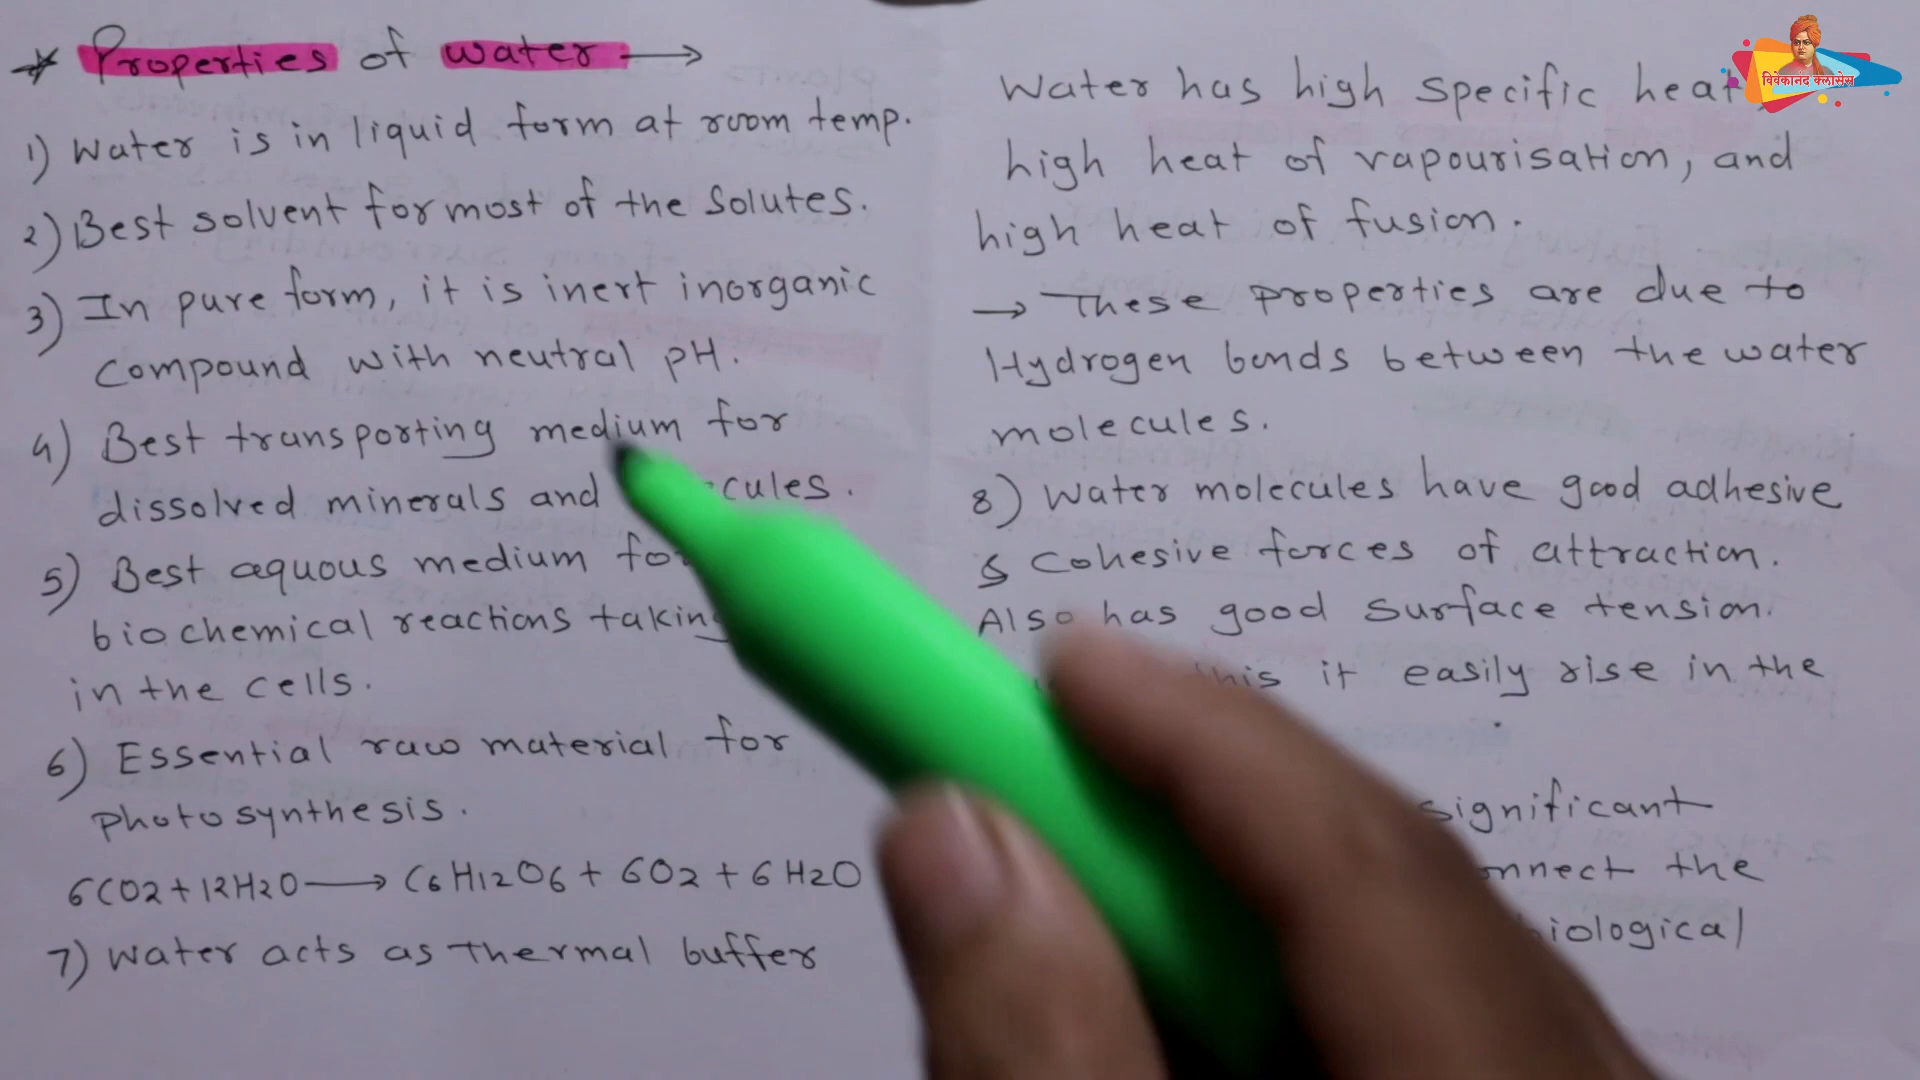 Properties of water →
1) Water is in liquid form at room temp.
2) Best solvent for most of the solutes.
3) In pure form, it is inert inorganic
compound with neutral pH.
4) Best transporting medium for
dissolved minerals and cules.
5) Best aquous medium for
biochemical reactions taking
in the cells.
6) Essential raw material for
photosynthesis.
6CO2 + 12H2O → C6H12O6 + 6O2 + 6H2O
7) Water acts as thermal buffer
Water has high specific heat
high heat of vapourisation, and
high heat of fusion.
→ These properties are due to
Hydrogen bonds between the water
molecules.
8) Water molecules have good adhesive
& Cohesive forces of attraction.
Also has good surface tension.
this it easily rise in the
significant
the
biological
विवेकानंद क्लासेस